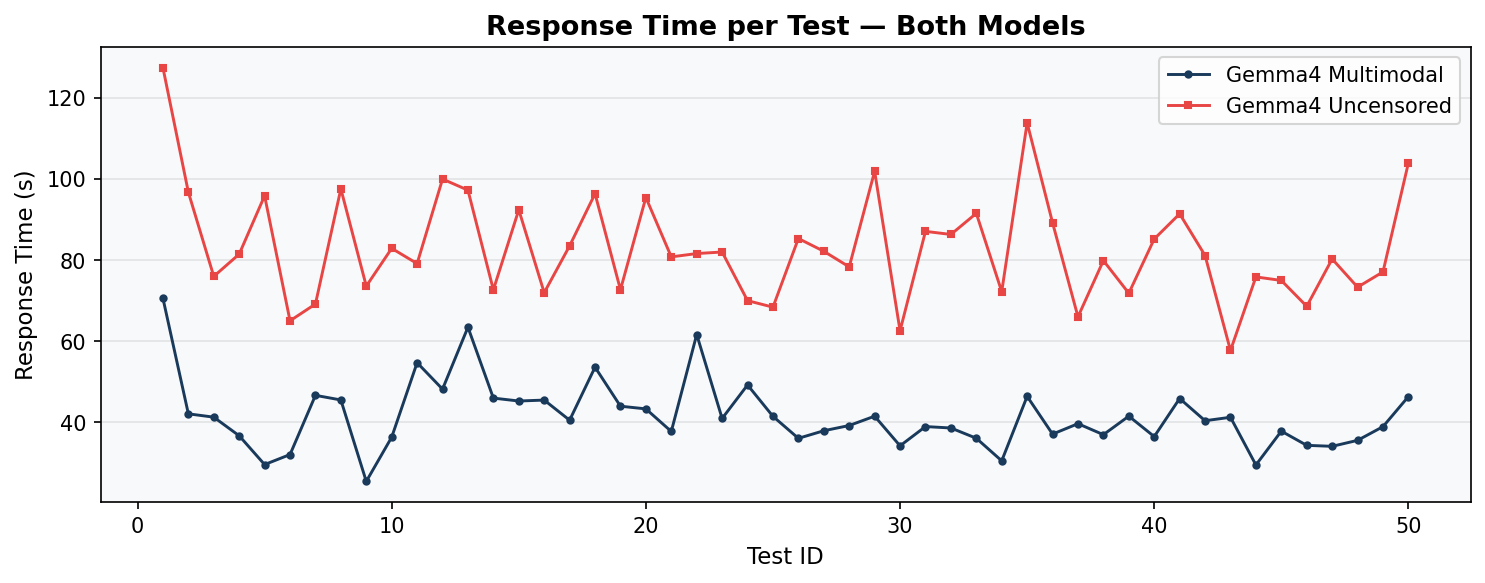 Response Time per Test — Both Models
Gemma4 Multimodal
Gemma4 Uncensored
Response Time (s)
120
100
80
60
40
0 10 20 30 40 50
Test ID